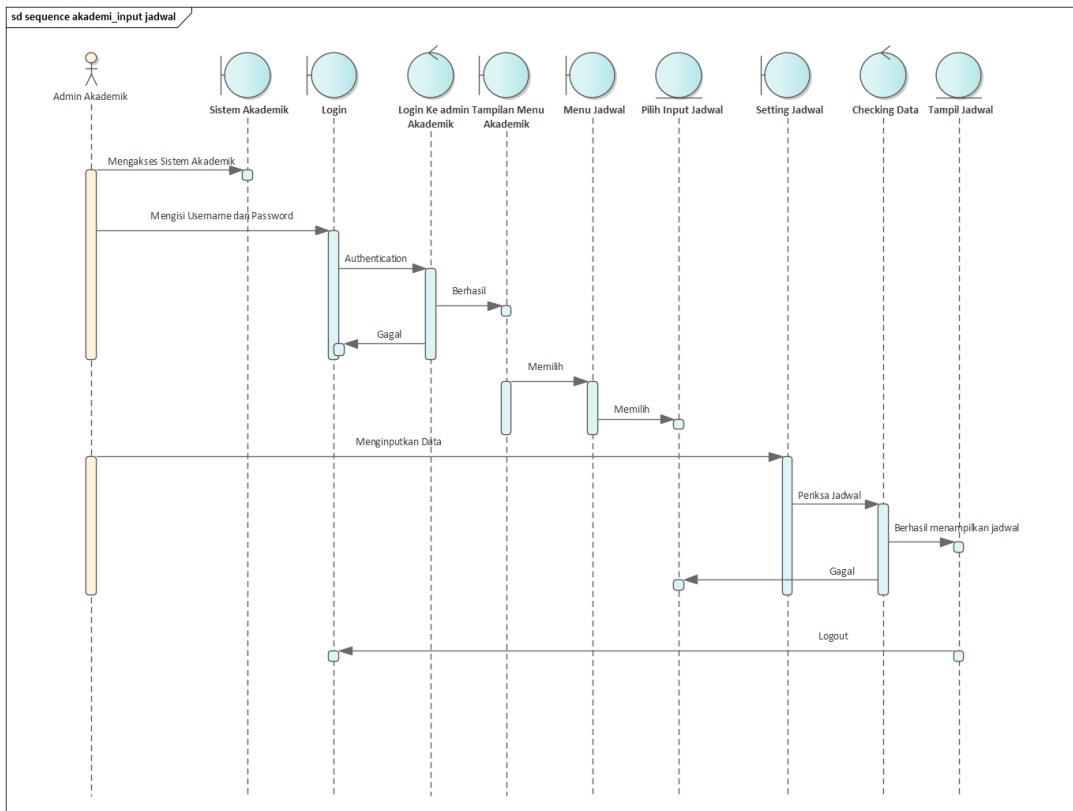 sd sequence akademi_input jadwal
Admin Akademik
Sistem Akademik
Login
Login Ke admin
Akademik
Tampilan Menu
Akademik
Menu Jadwal
Pilih Input Jadwal
Setting Jadwal
Checking Data
Tampil Jadwal
Mengakses Sistem Akademik
Mengisi Username dan Password
Authentication
Berhasil
Gagal
Memilih
Memilih
Menginputkan Data
Periksa Jadwal
Berhasil menampilkan jadwal
Gagal
Logout